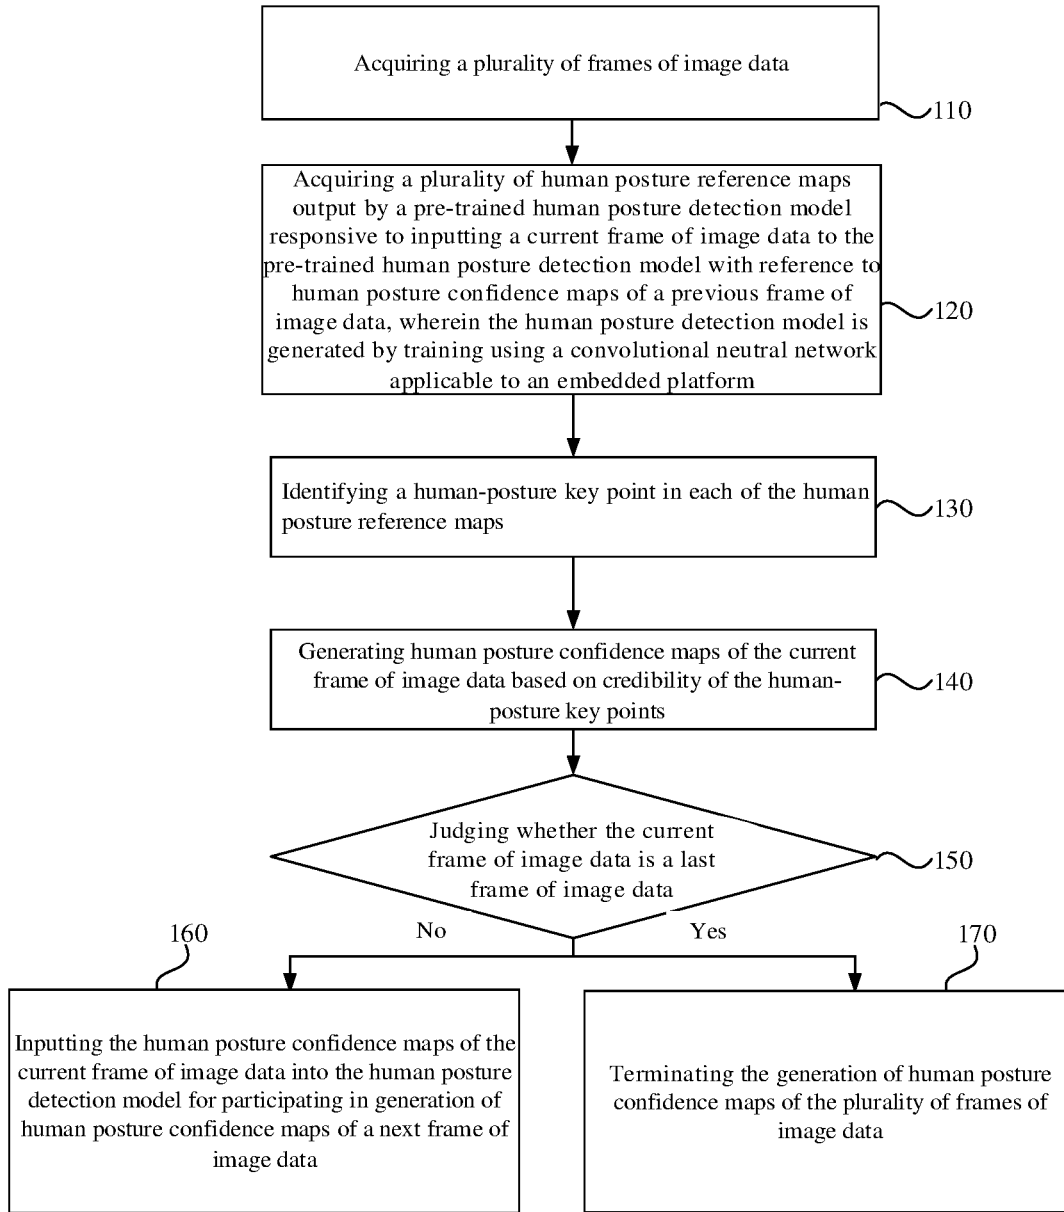 Acquiring a plurality of frames of image data
110
Acquiring a plurality of human posture reference maps
output by a pre-trained human posture detection model
responsive to inputting a current frame of image data to the
pre-trained human posture detection model with reference to
human posture confidence maps of a previous frame of
image data, wherein the human posture detection model is
generated by training using a convolutional neutral network
applicable to an embedded platform
120
Identifying a human-posture key point in each of the human
posture reference maps
130
Generating human posture confidence maps of the current
frame of image data based on credibility of the human-
posture key points
140
Judging whether the current
frame of image data is a last
frame of image data
150
No
Yes
160
170
Inputting the human posture confidence maps of the
current frame of image data into the human posture
detection model for participating in generation of
human posture confidence maps of a next frame of
image data
Terminating the generation of human posture
confidence maps of the plurality of frames of
image data